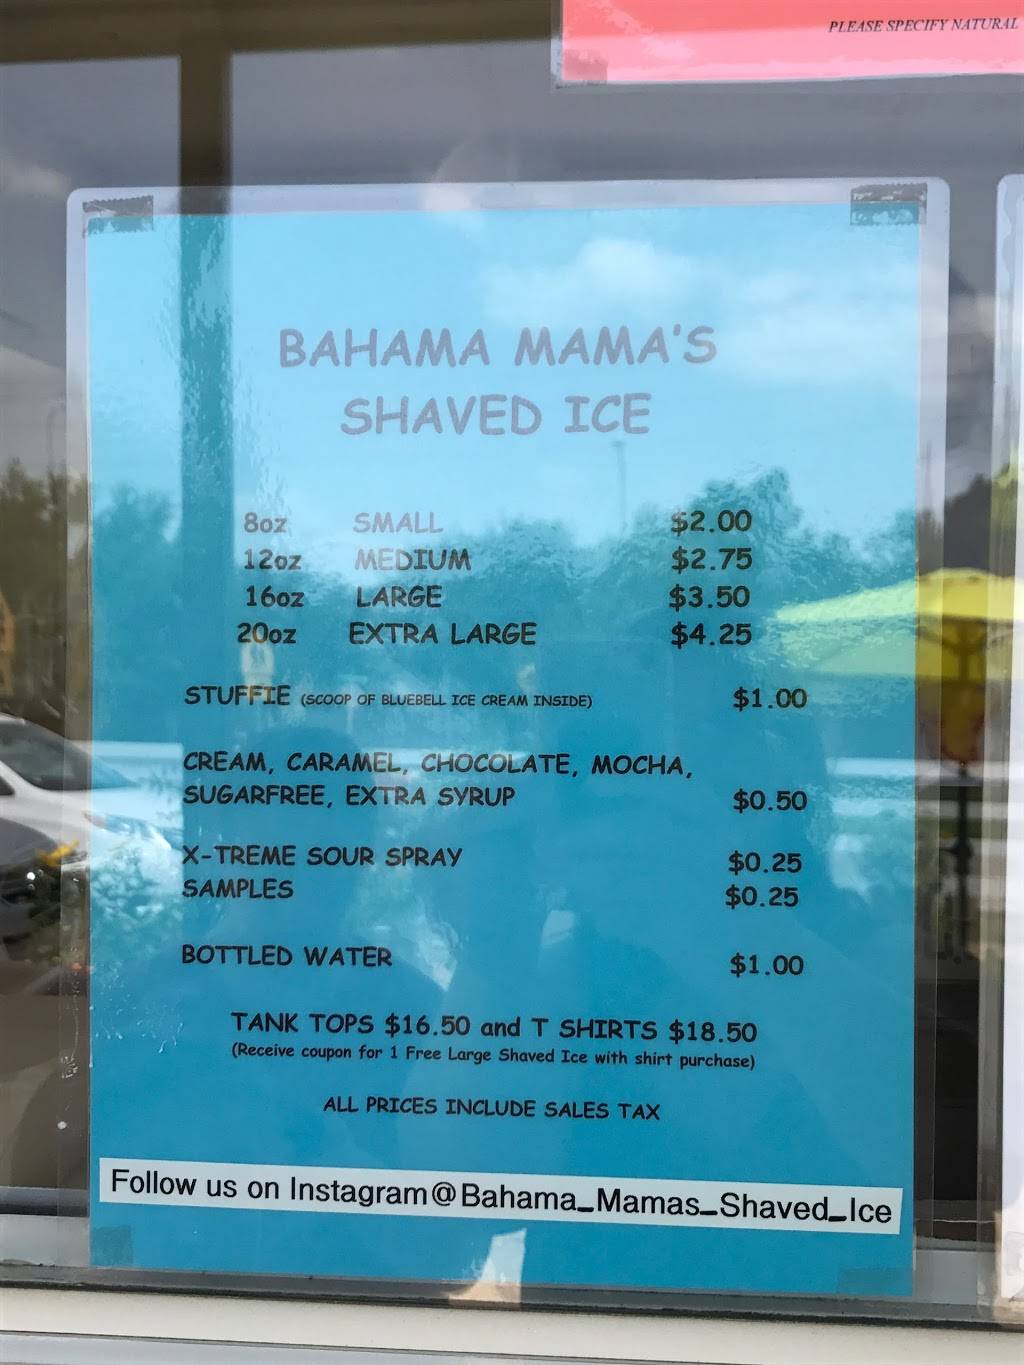 PLEASE SPECIFY NATURAL
BAHAMA MAMA'S
SHAVED ICE
8oz SMALL $2.00
12oz MEDIUM $2.75
16oz LARGE $3.50
20oz EXTRA LARGE $4.25
STUFFIE (SCOOP OF BLUEBELL ICE CREAM INSIDE) $1.00
CREAM, CARAMEL, CHOCOLATE, MOCHA,
SUGARFREE, EXTRA SYRUP $0.50
X-TREME SOUR SPRAY $0.25
SAMPLES $0.25
BOTTLED WATER $1.00
TANK TOPS $16.50 and T SHIRTS $18.50
(Receive coupon for 1 Free Large Shaved Ice with shirt purchase)
ALL PRICES INCLUDE SALES TAX
Follow us on Instagram@Bahama_Mamas_Shaved_Ice